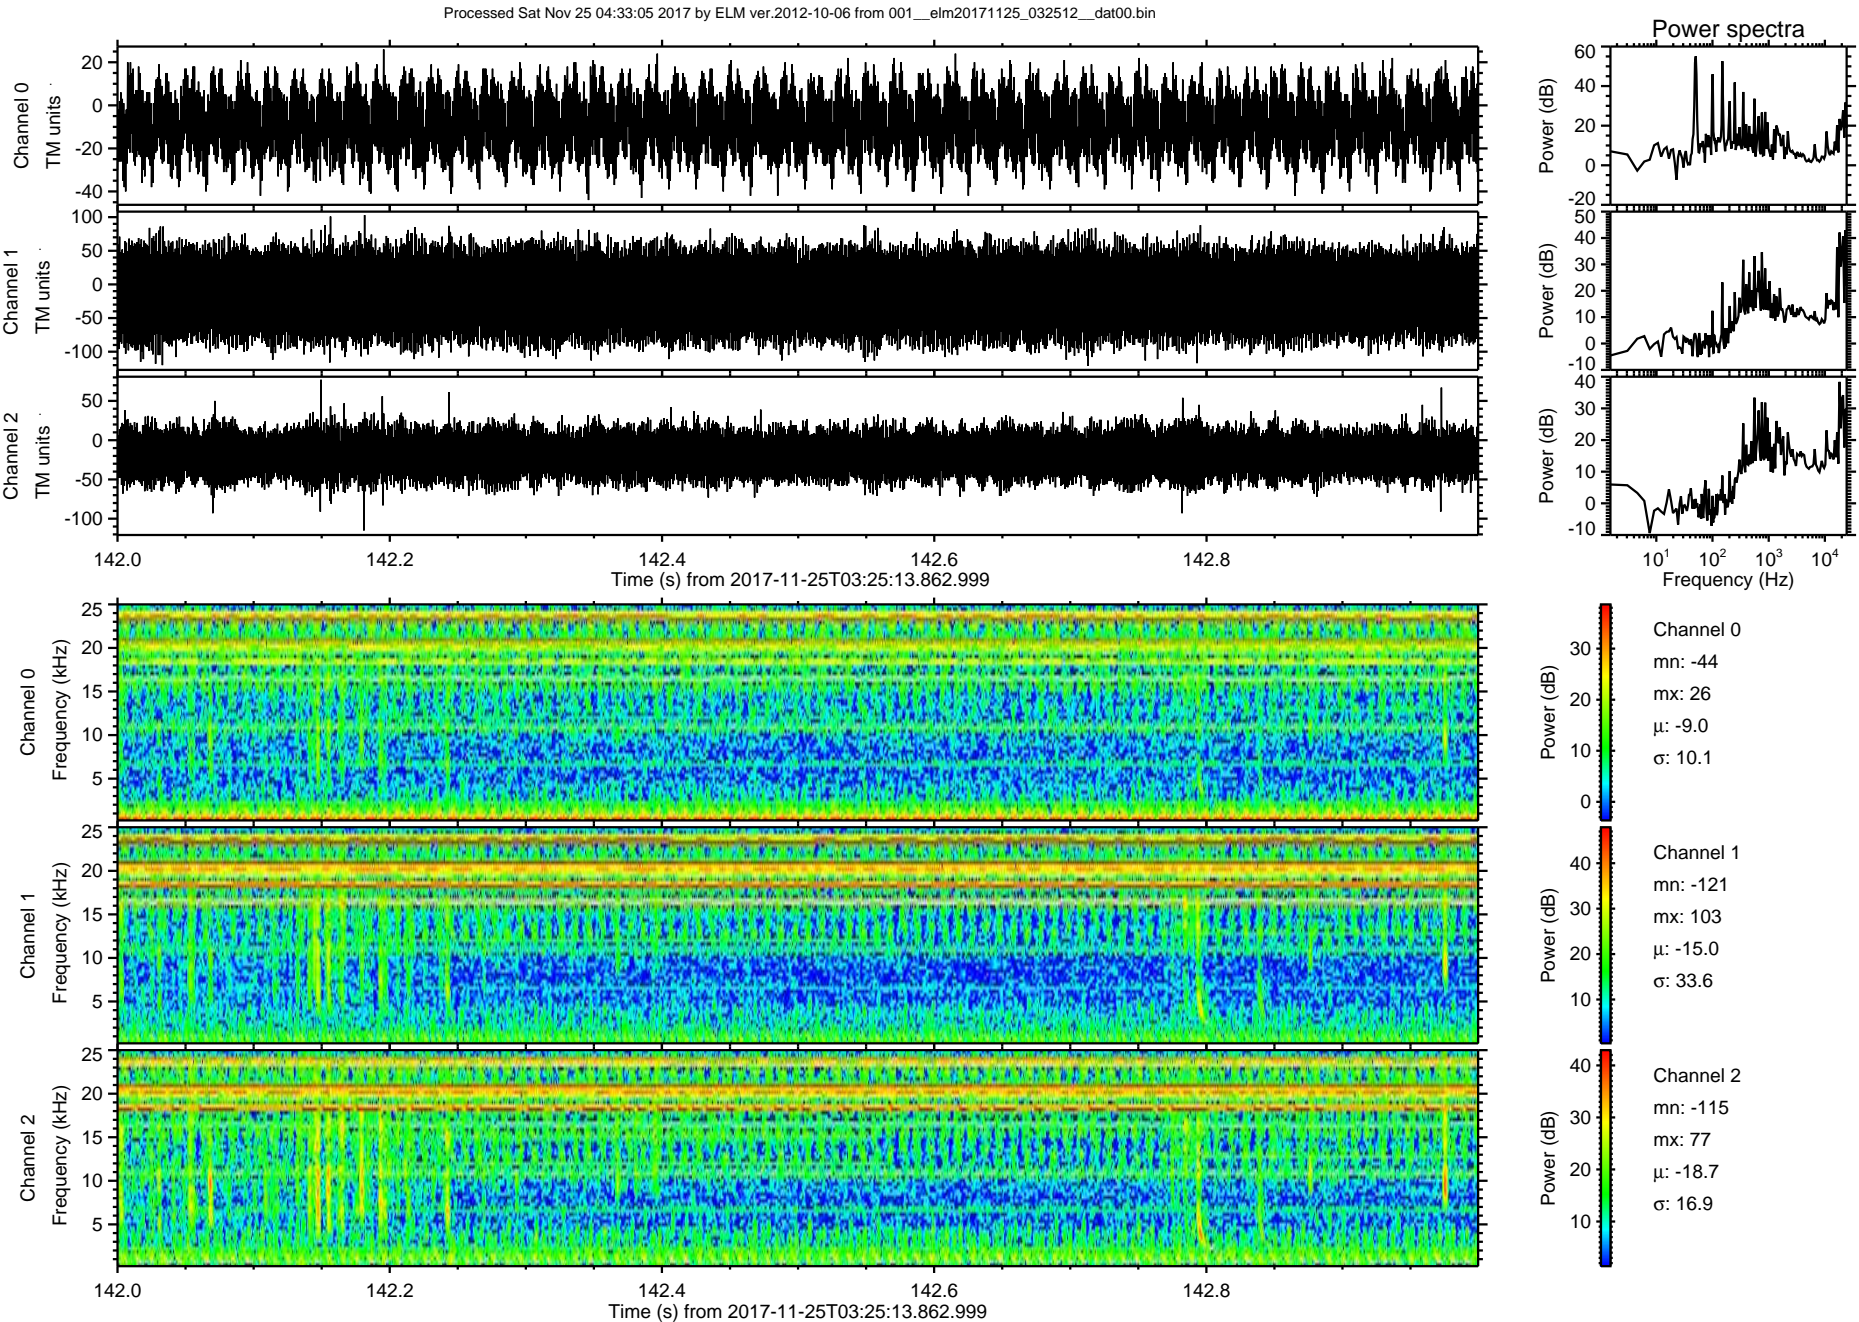 Processed Sat Nov 25 04:33:05 2017 by ELM ver.2012-10-06 from 001__elm20171125_032512__dat00.bin
Power spectra
Channel 0
TM units
20
0
-20
-40
Power (dB)
60
40
20
0
-20
Channel 1
TM units
100
50
0
-50
-100
Power (dB)
50
40
30
20
10
0
-10
Channel 2
TM units
50
0
-50
-100
Power (dB)
40
30
20
10
0
-10
142.0 142.2 142.4 142.6 142.8
Time (s) from 2017-11-25T03:25:13.862.999
10^1 10^2 10^3 10^4
Frequency (Hz)
Channel 0
Frequency (kHz)
25
20
15
10
5
Power (dB)
30
20
10
0
Channel 0
mn: -44
mx: 26
μ: -9.0
σ: 10.1
Channel 1
Frequency (kHz)
25
20
15
10
5
Power (dB)
40
30
20
10
Channel 1
mn: -121
mx: 103
μ: -15.0
σ: 33.6
Channel 2
Frequency (kHz)
25
20
15
10
5
Power (dB)
40
30
20
10
Channel 2
mn: -115
mx: 77
μ: -18.7
σ: 16.9
142.0 142.2 142.4 142.6 142.8
Time (s) from 2017-11-25T03:25:13.862.999